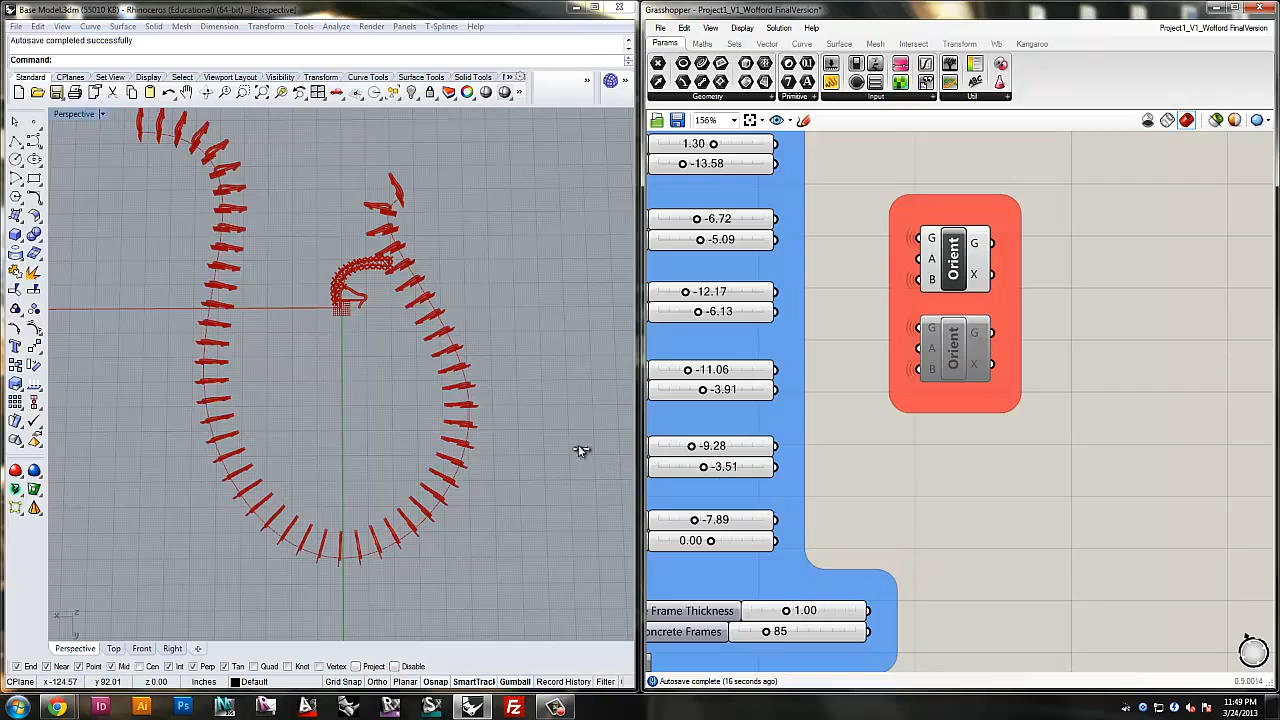 Base Model.3dm (55010 KB) - Rhinoceros (Educational) (64-bit) - [Perspective]
File Edit View Curve Surface Solid Mesh Dimension Transform Tools Analyze Render Panels T-Splines Help
Autosave completed successfully
Command:
Standard CPlanes Set View Display Select Viewport Layout Visibility Transform Curve Tools Surface Tools Solid Tools
Perspective
Perspective Top Front Right
End Near Point Mid Cen Int Perp Tan Quad Knot Vertex Project Disable
CPlane x -124.57 y 92.01 z 0.00 Inches Default Grid Snap Ortho Planar Osnap SmartTrack Gumball Record History Filter
Grasshopper - Project1_V1_Wofford FinalVersion*
File Edit View Display Solution Help Project1_V1_Wofford FinalVersion*
Params Maths Sets Vector Curve Surface Mesh Intersect Transform Wb Kangaroo
Geometry Primitive Input Util
156%
1.30
-13.58
-6.72
-5.09
-12.17
-6.13
-11.06
-3.91
-9.28
-3.51
-7.89
0.00
Frame Thickness 1.00
oncrete Frames 85
G A B Orient G X
G A B Orient G X
Autosave complete (16 seconds ago) 0.9.0014
11:49 PM
3/24/2013